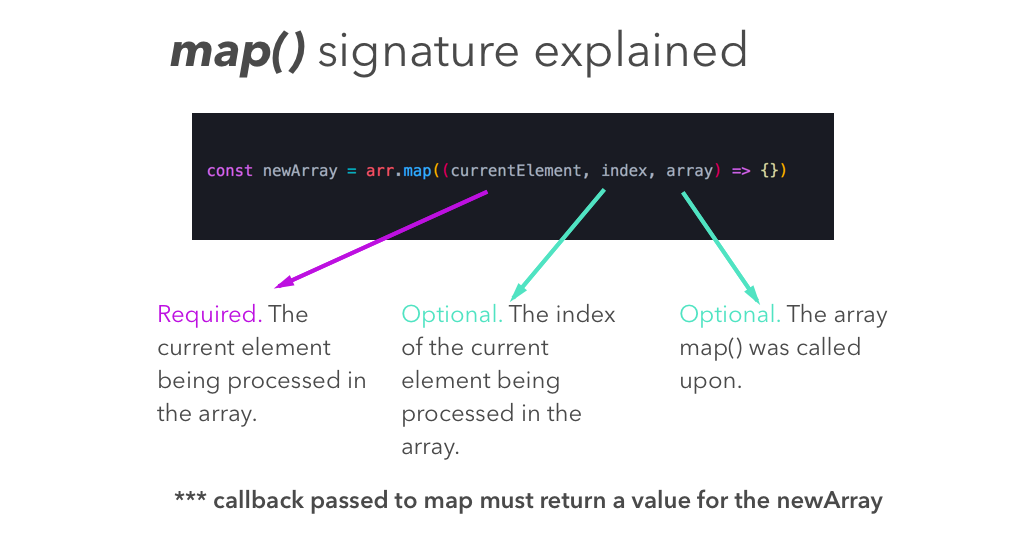 map() signature explained
const newArray = arr.map((currentElement, index, array) => {})
Required. The
current element
being processed in
the array.
Optional. The index
of the current
element being
processed in the
array.
Optional. The array
map() was called
upon.
*** callback passed to map must return a value for the newArray